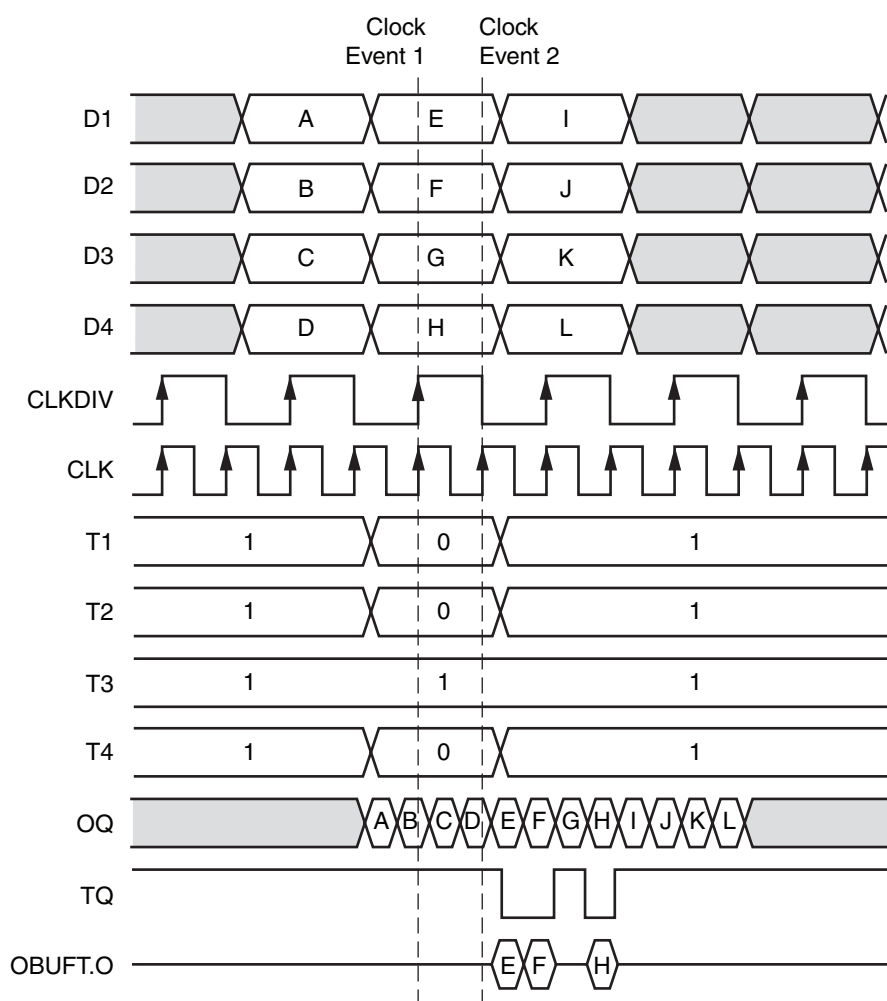 Clock Event 1
Clock Event 2
D1 A E I
D2 B F J
D3 C G K
D4 D H L
CLKDIV
CLK
T1 1 0 1
T2 1 0 1
T3 1 1 1
T4 1 0 1
OQ A B C D E F G H I J K L
TQ
OBUFT.O E F H